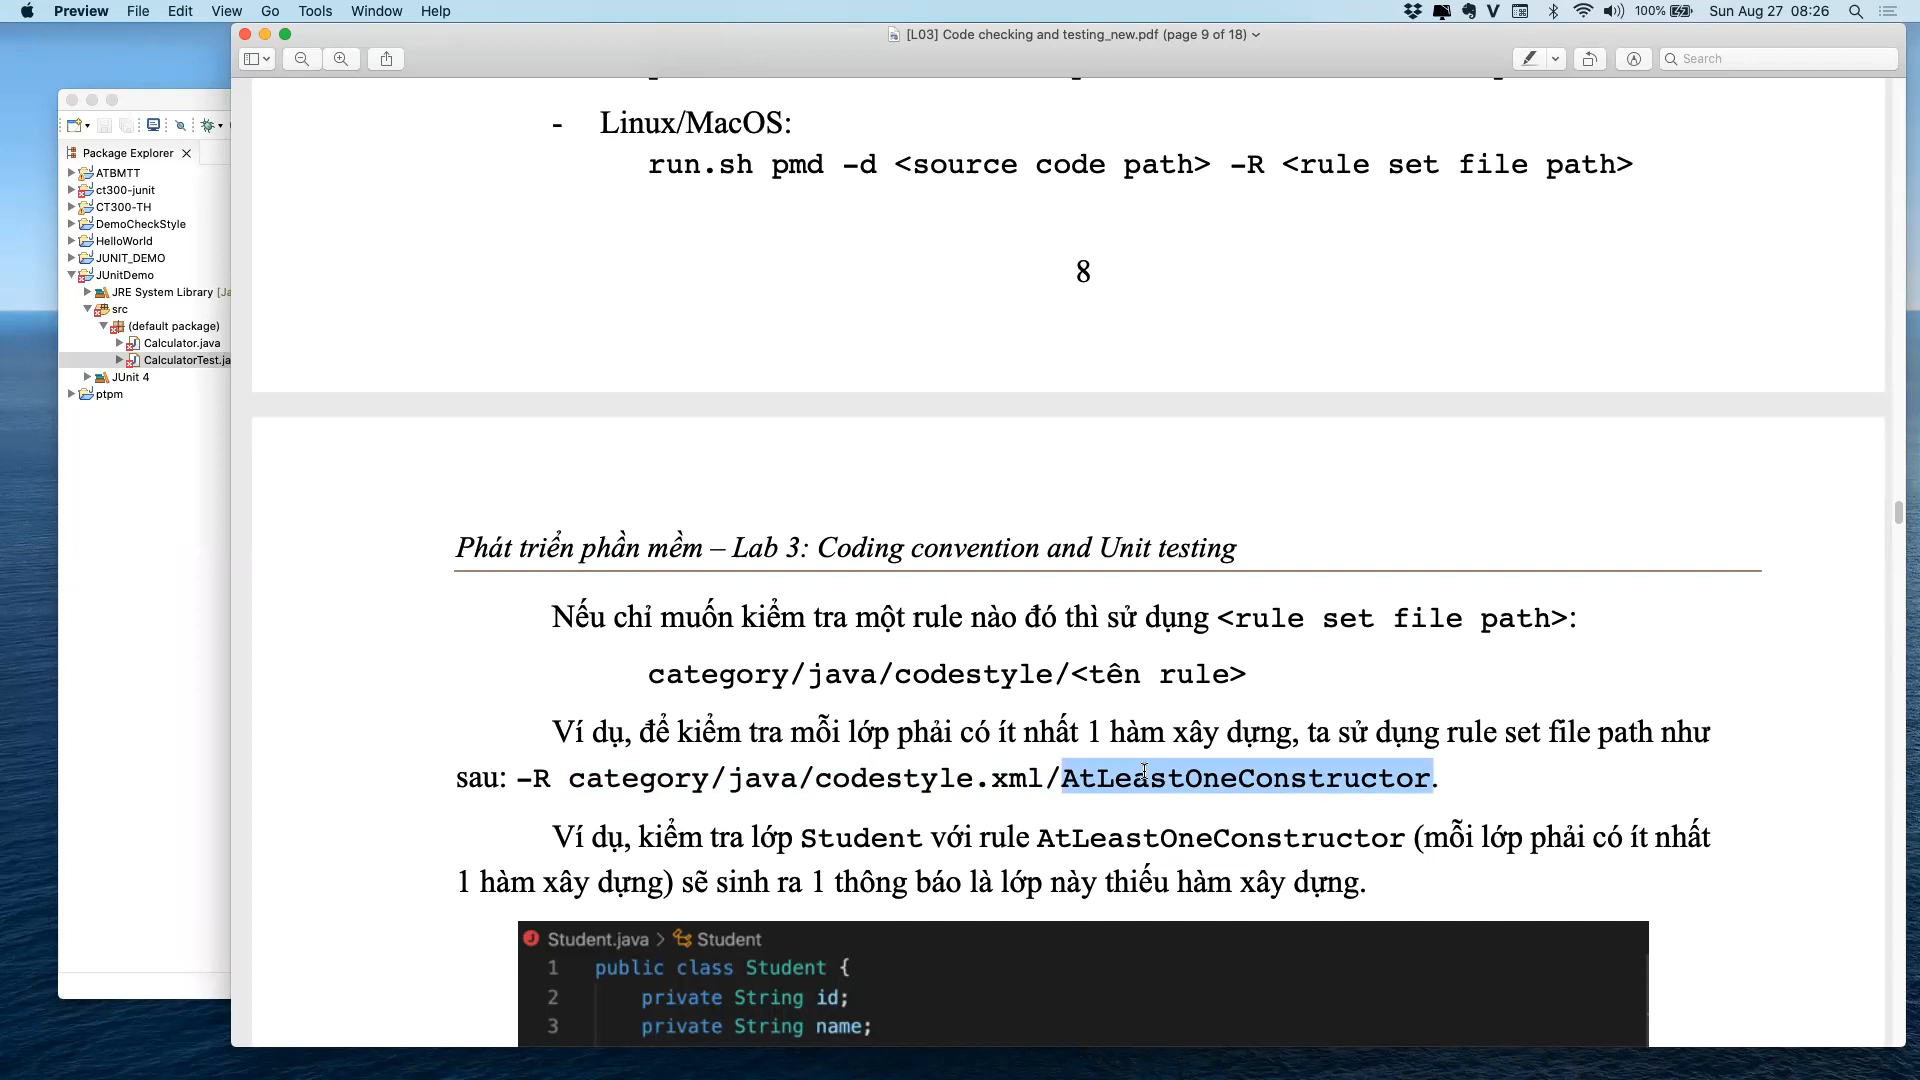 Preview File Edit View Go Tools Window Help
100% Sun Aug 27 08:26
[L03] Code checking and testing_new.pdf (page 9 of 18)
Search
Package Explorer
ATBMTT
ct300-junit
CT300-TH
DemoCheckStyle
HelloWorld
JUNIT_DEMO
JUnitDemo
JRE System Library [Ja
src
(default package)
Calculator.java
CalculatorTest.ja
JUnit 4
ptpm
- Linux/MacOS:
run.sh pmd -d <source code path> -R <rule set file path>
8
Phát triển phần mềm – Lab 3: Coding convention and Unit testing
Nếu chỉ muốn kiểm tra một rule nào đó thì sử dụng <rule set file path>:
category/java/codestyle/<tên rule>
Ví dụ, để kiểm tra mỗi lớp phải có ít nhất 1 hàm xây dựng, ta sử dụng rule set file path như
sau: -R category/java/codestyle.xml/AtLeastOneConstructor.
Ví dụ, kiểm tra lớp Student với rule AtLeastOneConstructor (mỗi lớp phải có ít nhất
1 hàm xây dựng) sẽ sinh ra 1 thông báo là lớp này thiếu hàm xây dựng.
Student.java > Student
1 public class Student {
2 private String id;
3 private String name;